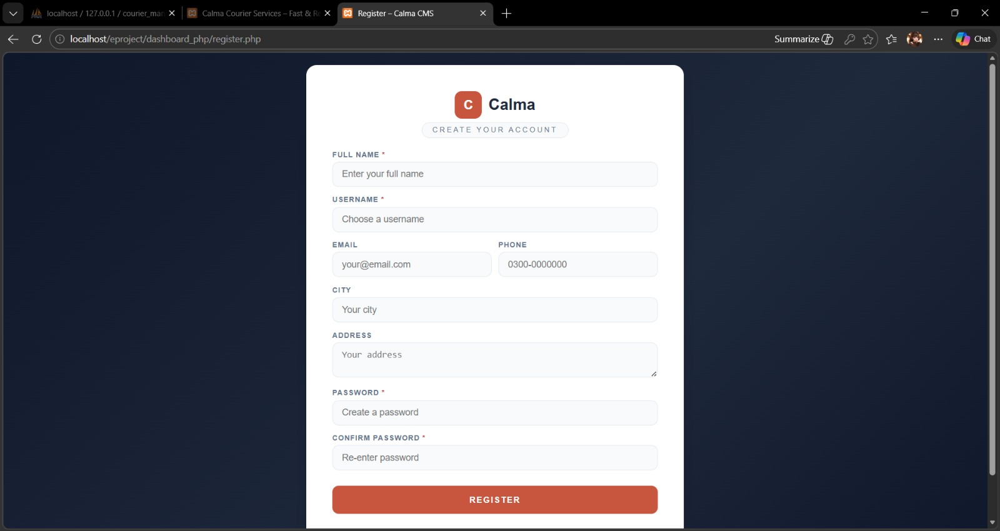 localhost / 127.0.0.1 / courier_man
Calma Courier Services – Fast & Re
Register – Calma CMS
localhost/eproject/dashboard_php/register.php
Summarize
Chat
C Calma
CREATE YOUR ACCOUNT
FULL NAME *
Enter your full name
USERNAME *
Choose a username
EMAIL PHONE
your@email.com 0300-0000000
CITY
Your city
ADDRESS
Your address
PASSWORD *
Create a password
CONFIRM PASSWORD *
Re-enter password
REGISTER